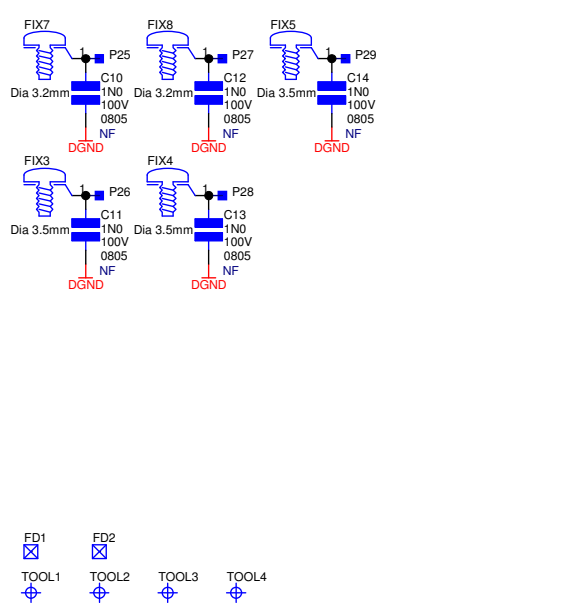 FIX7 FIX8 FIX5
1 P25 1 P27 1 P29
C10 C12 C14
Dia 3.2mm 1N0 Dia 3.2mm 1N0 Dia 3.5mm 1N0
100V 100V 100V
0805 0805 0805
NF NF NF
DGND DGND DGND
FIX3 FIX4
1 P26 1 P28
C11 C13
Dia 3.5mm 1N0 Dia 3.5mm 1N0
100V 100V
0805 0805
NF NF
DGND DGND
FD1 FD2
TOOL1 TOOL2 TOOL3 TOOL4